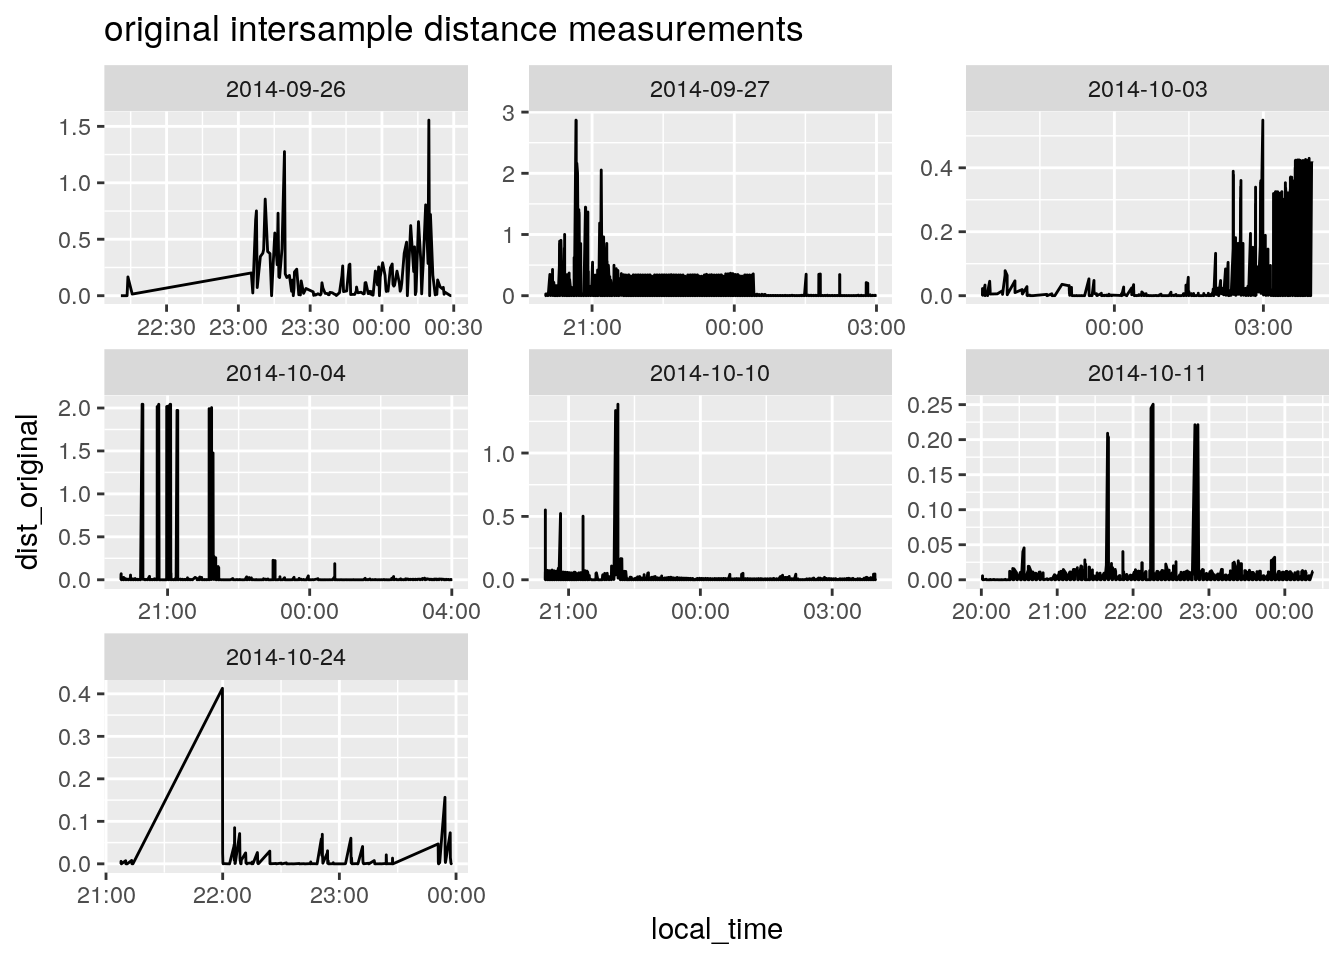 original intersample distance measurements
2014-09-26 2014-09-27 2014-10-03
1.5 1.0 0.5 0.0
22:30 23:00 23:30 00:00 00:30
3 2 1 0
21:00 00:00 03:00
0.4 0.2 0.0
00:00 03:00
2014-10-04 2014-10-10 2014-10-11
2.0 1.5 1.0 0.5 0.0
21:00 00:00 04:00
1.0 0.5 0.0
21:00 00:00 03:00
0.25 0.20 0.15 0.10 0.05 0.00
20:00 21:00 22:00 23:00 00:00
2014-10-24
0.4 0.3 0.2 0.1 0.0
21:00 22:00 23:00 00:00
dist_original
local_time